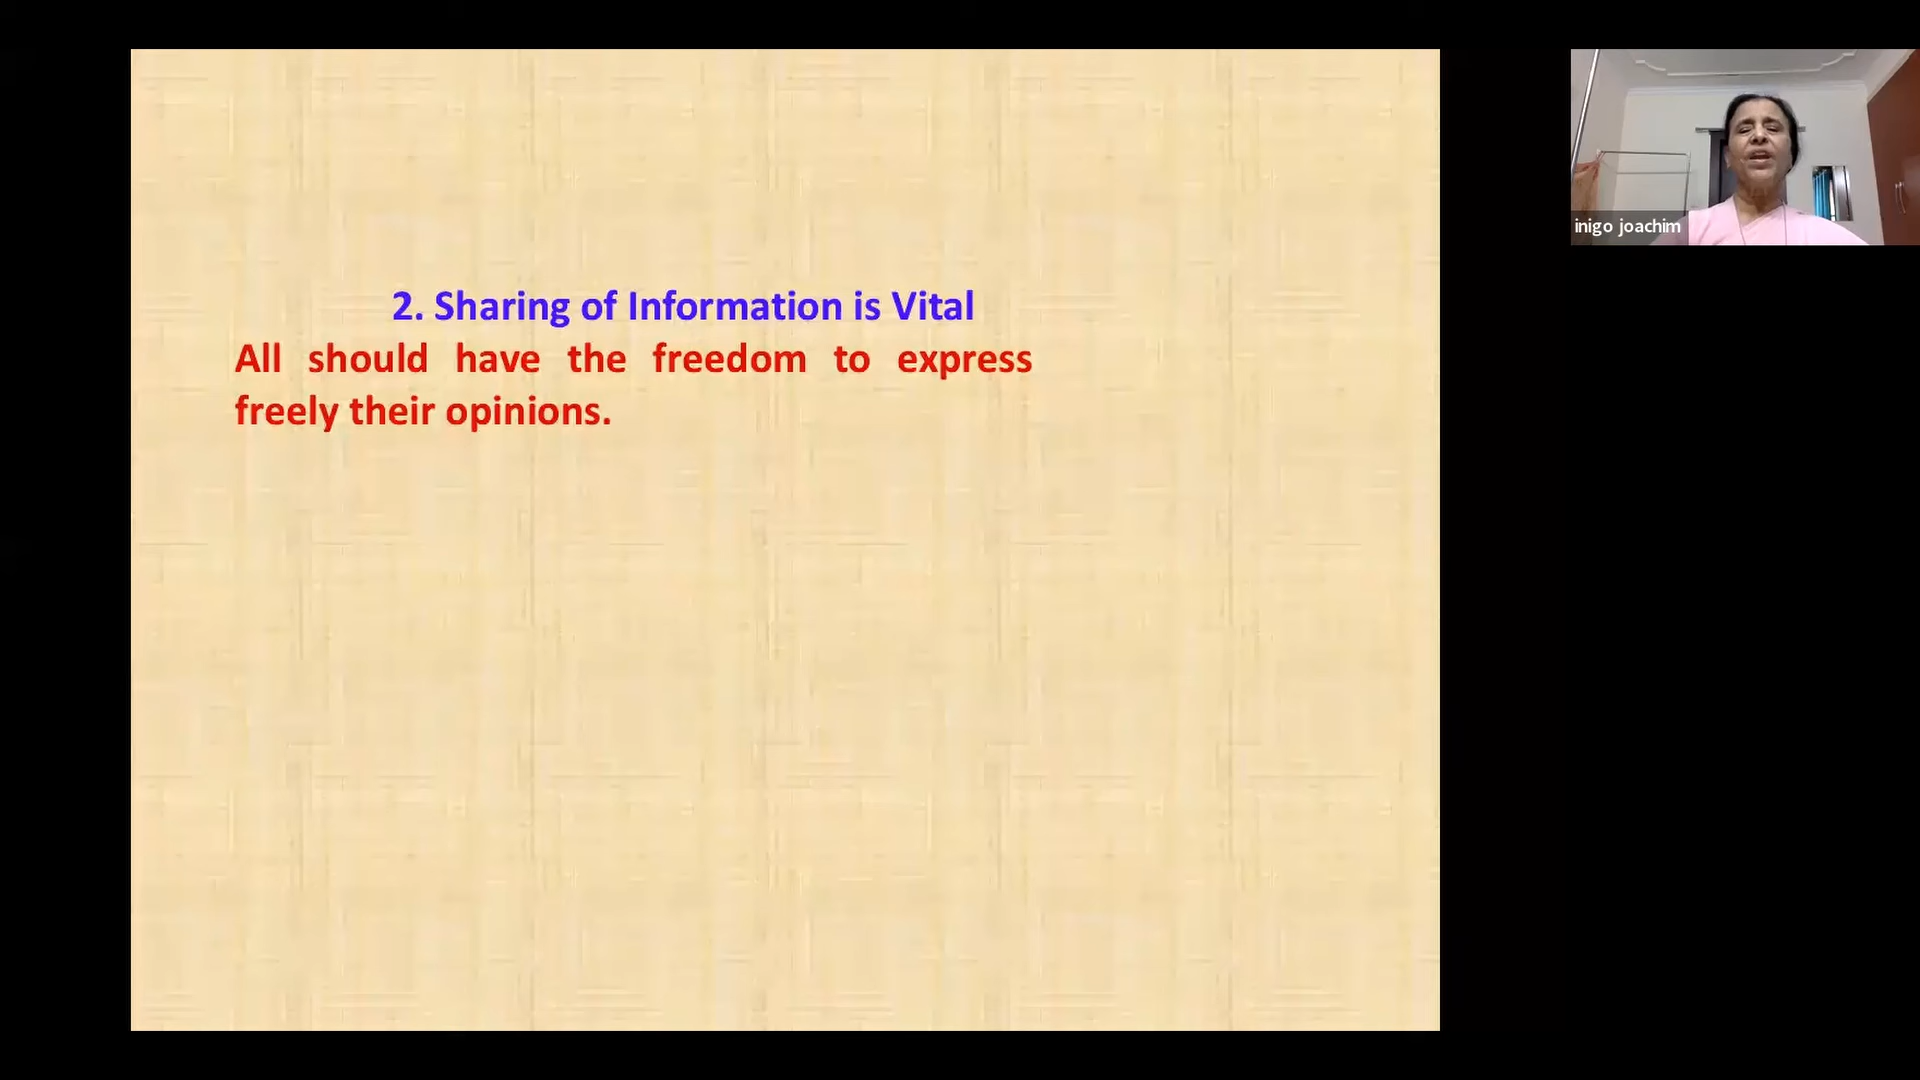 2. Sharing of Information is Vital
All should have the freedom to express
freely their opinions.
inigo joachim